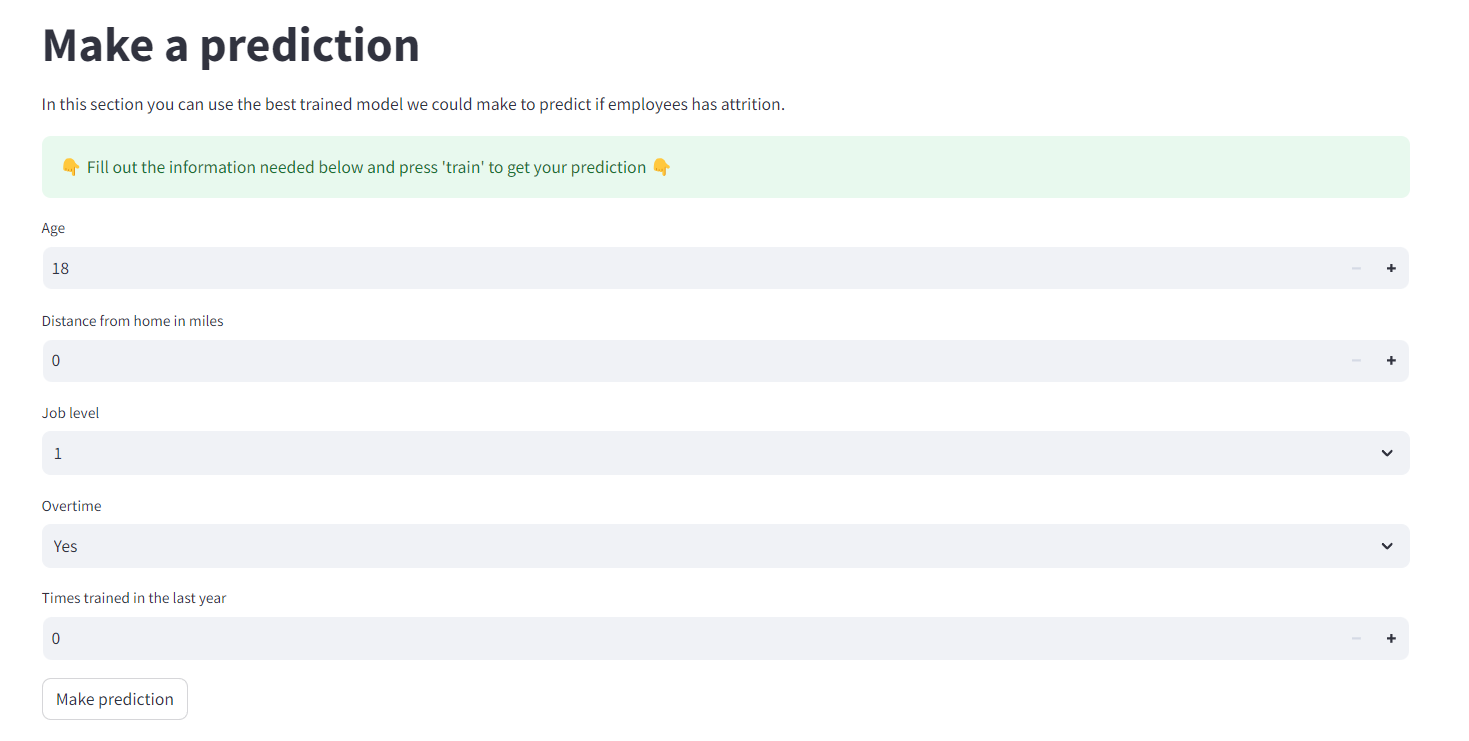 Make a prediction
In this section you can use the best trained model we could make to predict if employees has attrition.
👇 Fill out the information needed below and press 'train' to get your prediction 👇
Age
18
Distance from home in miles
0
Job level
1
Overtime
Yes
Times trained in the last year
0
Make prediction